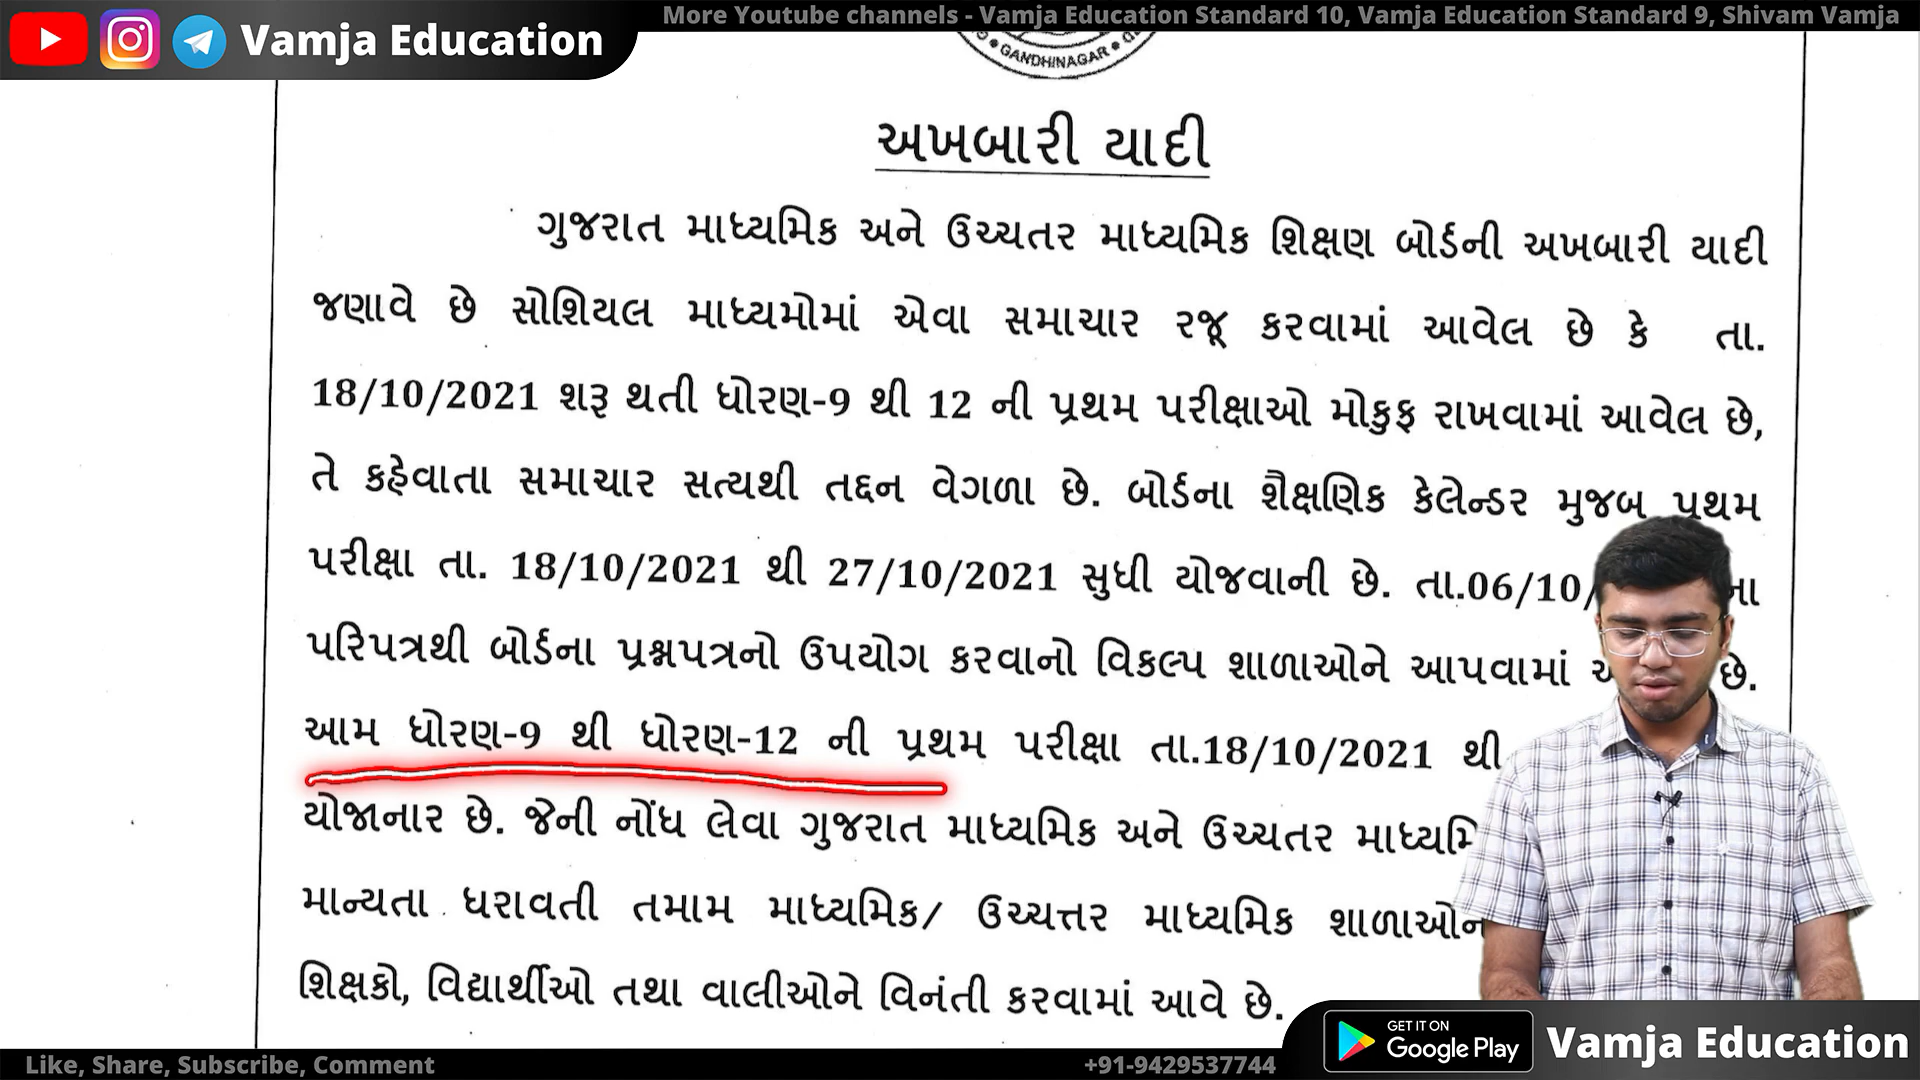 More Youtube channels - Vamja Education Standard 10, Vamja Education Standard 9, Shivam Vamja
Vamja Education
GANDHINAGAR
અખબારી યાદી
ગુજરાત માધ્યમિક અને ઉચ્ચતર માધ્યમિક શિક્ષણ બોર્ડની અખબારી યાદી
જણાવે છે સોશિયલ માધ્યમોમાં એવા સમાચાર રજૂ કરવામાં આવેલ છે કે તા.
18/10/2021 શરૂ થતી ધોરણ-9 થી 12 ની પ્રથમ પરીક્ષાઓ મોકુફ રાખવામાં આવેલ છે,
તે કહેવાતા સમાચાર સત્યથી તદ્દન વેગળા છે. બોર્ડના શૈક્ષણિક કેલેન્ડર મુજબ પ્રથમ
પરીક્ષા તા. 18/10/2021 થી 27/10/2021 સુધી યોજવાની છે. તા.06/10/
પરિપત્રથી બોર્ડના પ્રશ્નપત્રનો ઉપયોગ કરવાનો વિકલ્પ શાળાઓને આપવામાં છે.
આમ ધોરણ-9 થી ધોરણ-12 ની પ્રથમ પરીક્ષા તા.18/10/2021 થી
યોજાનાર છે. જેની નોંધ લેવા ગુજરાત માધ્યમિક અને ઉચ્ચતર
માન્યતા ધરાવતી તમામ માધ્યમિક/ ઉચ્ચત્તર માધ્યમિક
શિક્ષકો, વિદ્યાર્થીઓ તથા વાલીઓને વિનંતી કરવામાં આવે છે.
GET IT ON
Google Play
Vamja Education
Like, Share, Subscribe, Comment
+91-9429537744